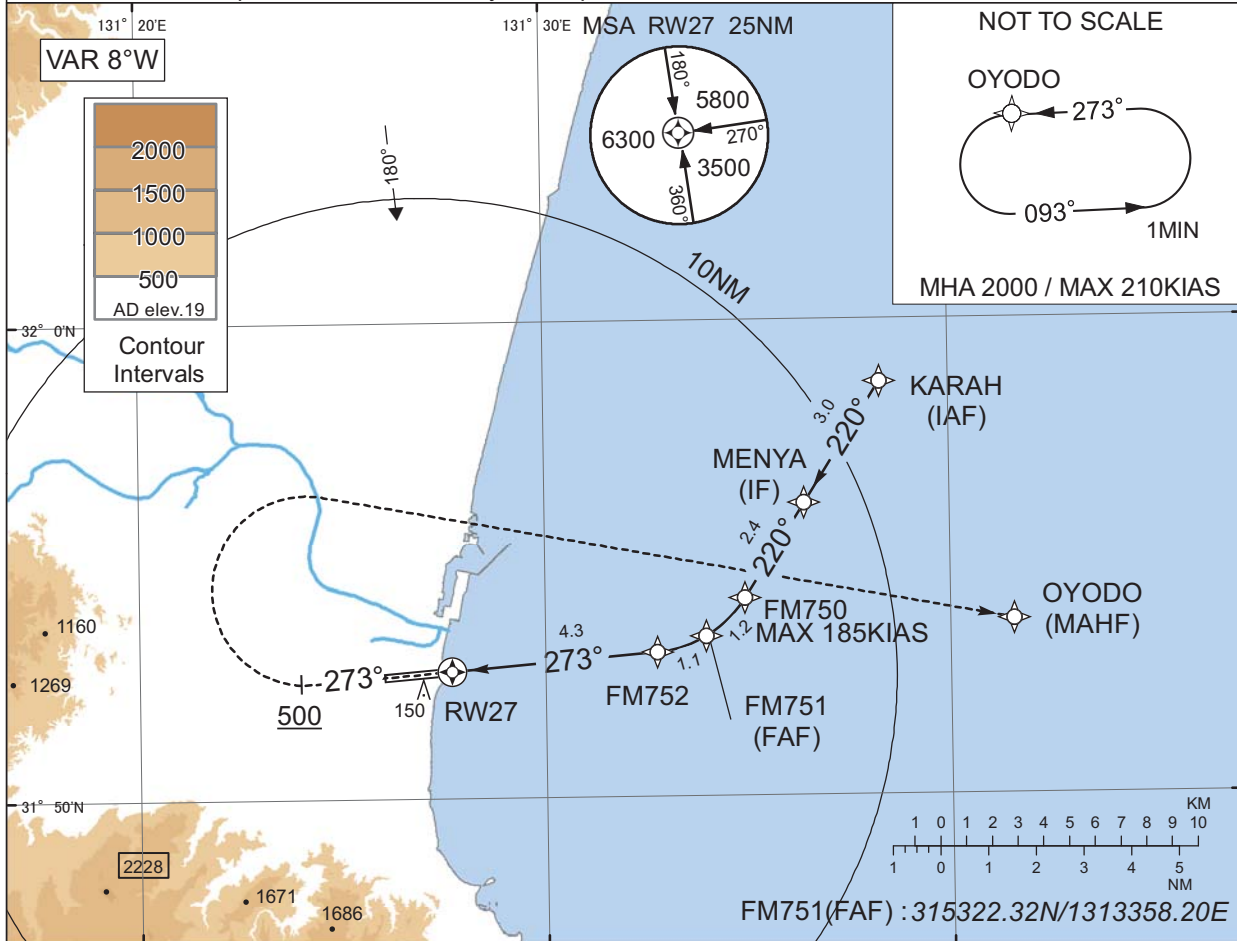 131° 20'E
131° 30'E
MSA RW27 25NM
NOT TO SCALE
VAR 8°W
OYODO
273°
093°
1MIN
MHA 2000 / MAX 210KIAS
180°
5800
6300
270°
3500
360°
2000
1500
1000
500
AD elev.19
Contour
Intervals
180°
10NM
32° 0'N
KARAH
(IAF)
3.0
220°
MENYA
(IF)
2.4
220°
FM750
MAX 185KIAS
OYODO
(MAHF)
1.2
1.1
4.3
273°
FM752
FM751
(FAF)
RW27
273°
150
500
1160
1269
31° 50'N
2228
1671
1686
KM
1 0 1 2 3 4 5 6 7 8 9 10
1 0 1 2 3 4 5
NM
FM751(FAF) : 315322.32N/1313358.20E